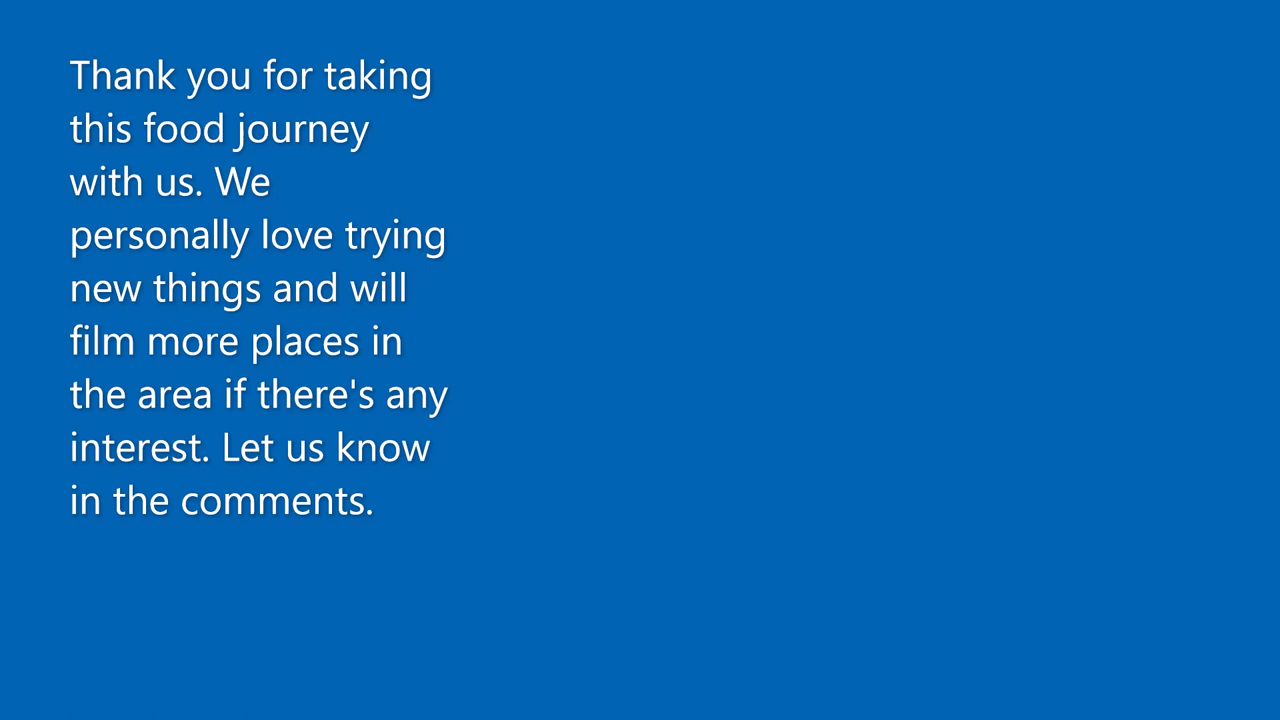 Thank you for taking
this food journey
with us. We
personally love trying
new things and will
film more places in
the area if there's any
interest. Let us know
in the comments.